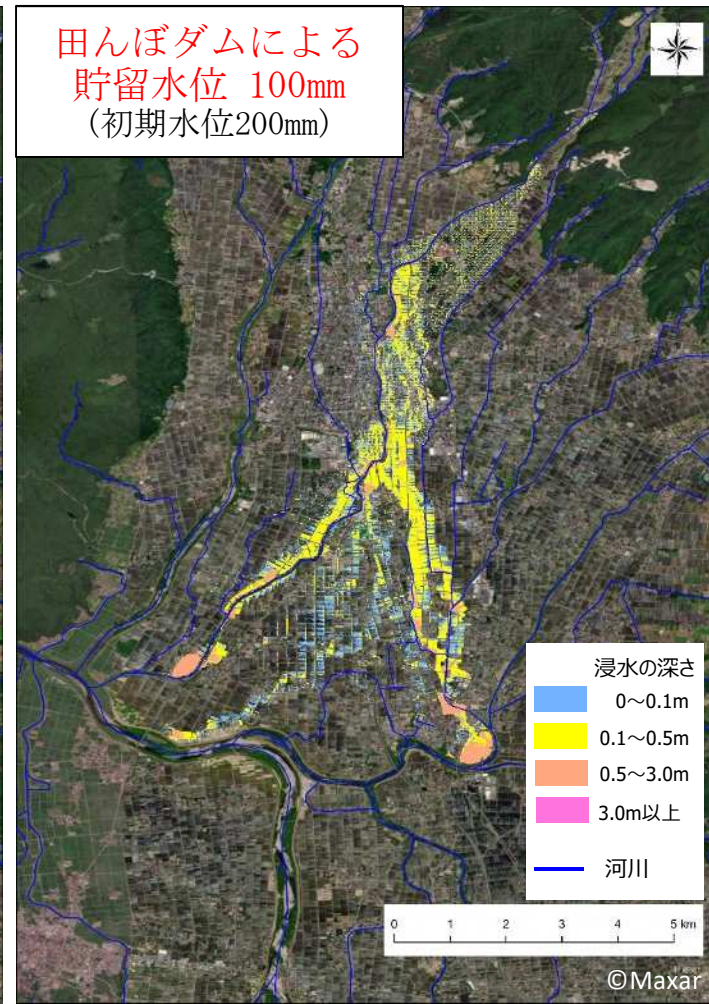 田んぼダムによる
貯留水位 100mm
(初期水位200mm)
浸水の深さ
0～0.1m
0.1～0.5m
0.5～3.0m
3.0m以上
河川
0 1 2 3 4 5 km
©Maxar